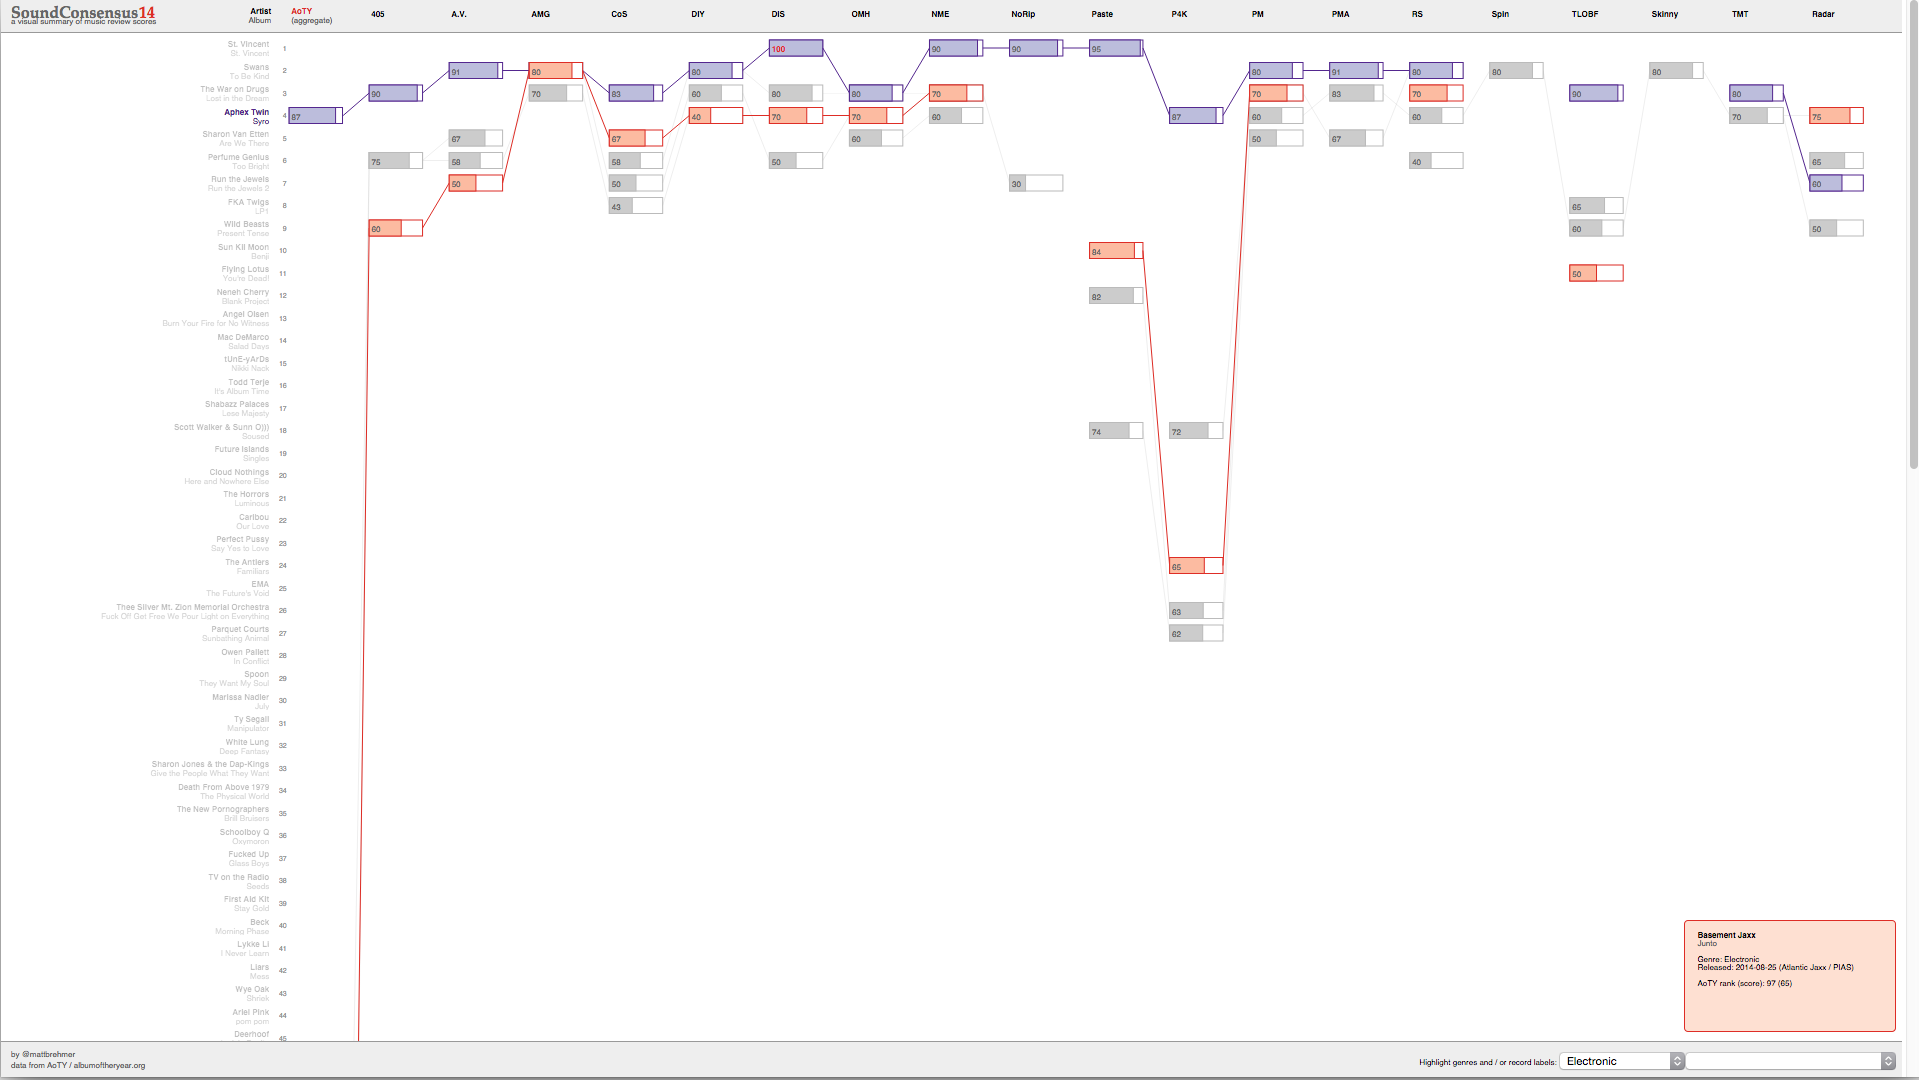 SoundConsensus14
a visual summary of music review scores
Artist
Album
AoTY
(aggregate)
405 A.V. AMG CoS DIY DIS OMH NME NoRip Paste P4K PM PMA RS Spin TLOBF Skinny TMT Radar
St. Vincent 1 100 90 90 95
St. Vincent
Swans 2 91 80 80 80 91 80 80 80
To Be Kind
The War on Drugs 3 90 70 83 60 80 80 70 70 83 70 90 80
Lost in the Dream
Aphex Twin 4 87 40 70 70 60 87 60 60 70 75
Syro
Sharon Van Etten 5 67 67 60 50 67
Are We There
Perfume Genius 6 75 58 58 50 40 65
Too Bright
Run the Jewels 7 50 50 30 60
Run the Jewels 2
FKA Twigs 8 43 65
LP1
Wild Beasts 9 60 60 50
Present Tense
Sun Kil Moon 10 84
Benji
Flying Lotus 11 50
You're Dead!
Neneh Cherry 12 82
Blank Project
Angel Olsen 13
Burn Your Fire for No Witness
Mac DeMarco 14
Salad Days
tUnE-yArDs 15
Nikki Nack
Todd Terje 16
It's Album Time
Shabazz Palaces 17
Lese Majesty
Scott Walker & Sunn O))) 18 74 72
Soused
Future Islands 19
Singles
Cloud Nothings 20
Here and Nowhere Else
The Horrors 21
Luminous
Caribou 22
Our Love
Perfect Pussy 23
Say Yes to Love
The Antlers 24 65
Familiars
EMA 25
The Future's Void
Thee Silver Mt. Zion Memorial Orchestra 26 63
Fuck Off Get Free We Pour Light on Everything
Parquet Courts 27 62
Sunbathing Animal
Owen Pallett 28
In Conflict
Spoon 29
They Want My Soul
Marissa Nadler 30
July
Ty Segall 31
Manipulator
White Lung 32
Deep Fantasy
Sharon Jones & the Dap-Kings 33
Give the People What They Want
Death From Above 1979 34
The Physical World
The New Pornographers 35
Brill Bruisers
Schoolboy Q 36
Oxymoron
Fucked Up 37
Glass Boys
TV on the Radio 38
Seeds
First Aid Kit 39
Stay Gold
Beck 40
Morning Phase
Lykke Li 41
I Never Learn
Liars 42
Mess
Wye Oak 43
Shriek
Ariel Pink 44
pom pom
Deerhoof 45
Basement Jaxx
Junto
Genre: Electronic
Released: 2014-08-25 (Atlantic Jaxx / PIAS)
AoTY rank (score): 97 (65)
by @mattbrehmer
data from AoTY / albumoftheyear.org
Highlight genres and / or record labels: Electronic